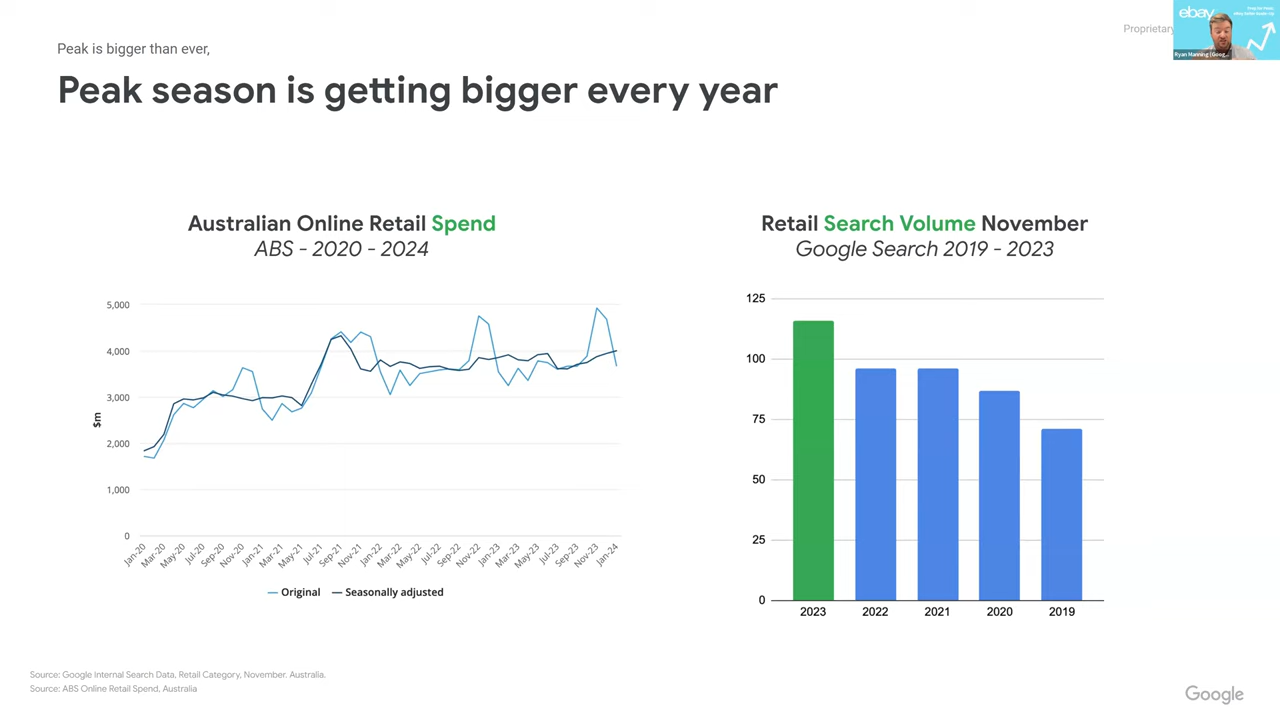 Peak is bigger than ever,
Peak season is getting bigger every year
Proprietary
ebay
Ryan Manning (Goog...
Australian Online Retail Spend
ABS - 2020 - 2024
5,000
4,000
3,000
2,000
1,000
0
$m
Jan-20
Mar-20
May-20
Jul-20
Sep-20
Nov-20
Jan-21
Mar-21
May-21
Jul-21
Sep-21
Nov-21
Jan-22
Mar-22
May-22
Jul-22
Sep-22
Nov-22
Jan-23
Mar-23
May-23
Jul-23
Sep-23
Nov-23
Jan-24
Original
Seasonally adjusted
Retail Search Volume November
Google Search 2019 - 2023
125
100
75
50
25
0
2023
2022
2021
2020
2019
Source: Google Internal Search Data, Retail Category, November. Australia.
Source: ABS Online Retail Spend, Australia
Google